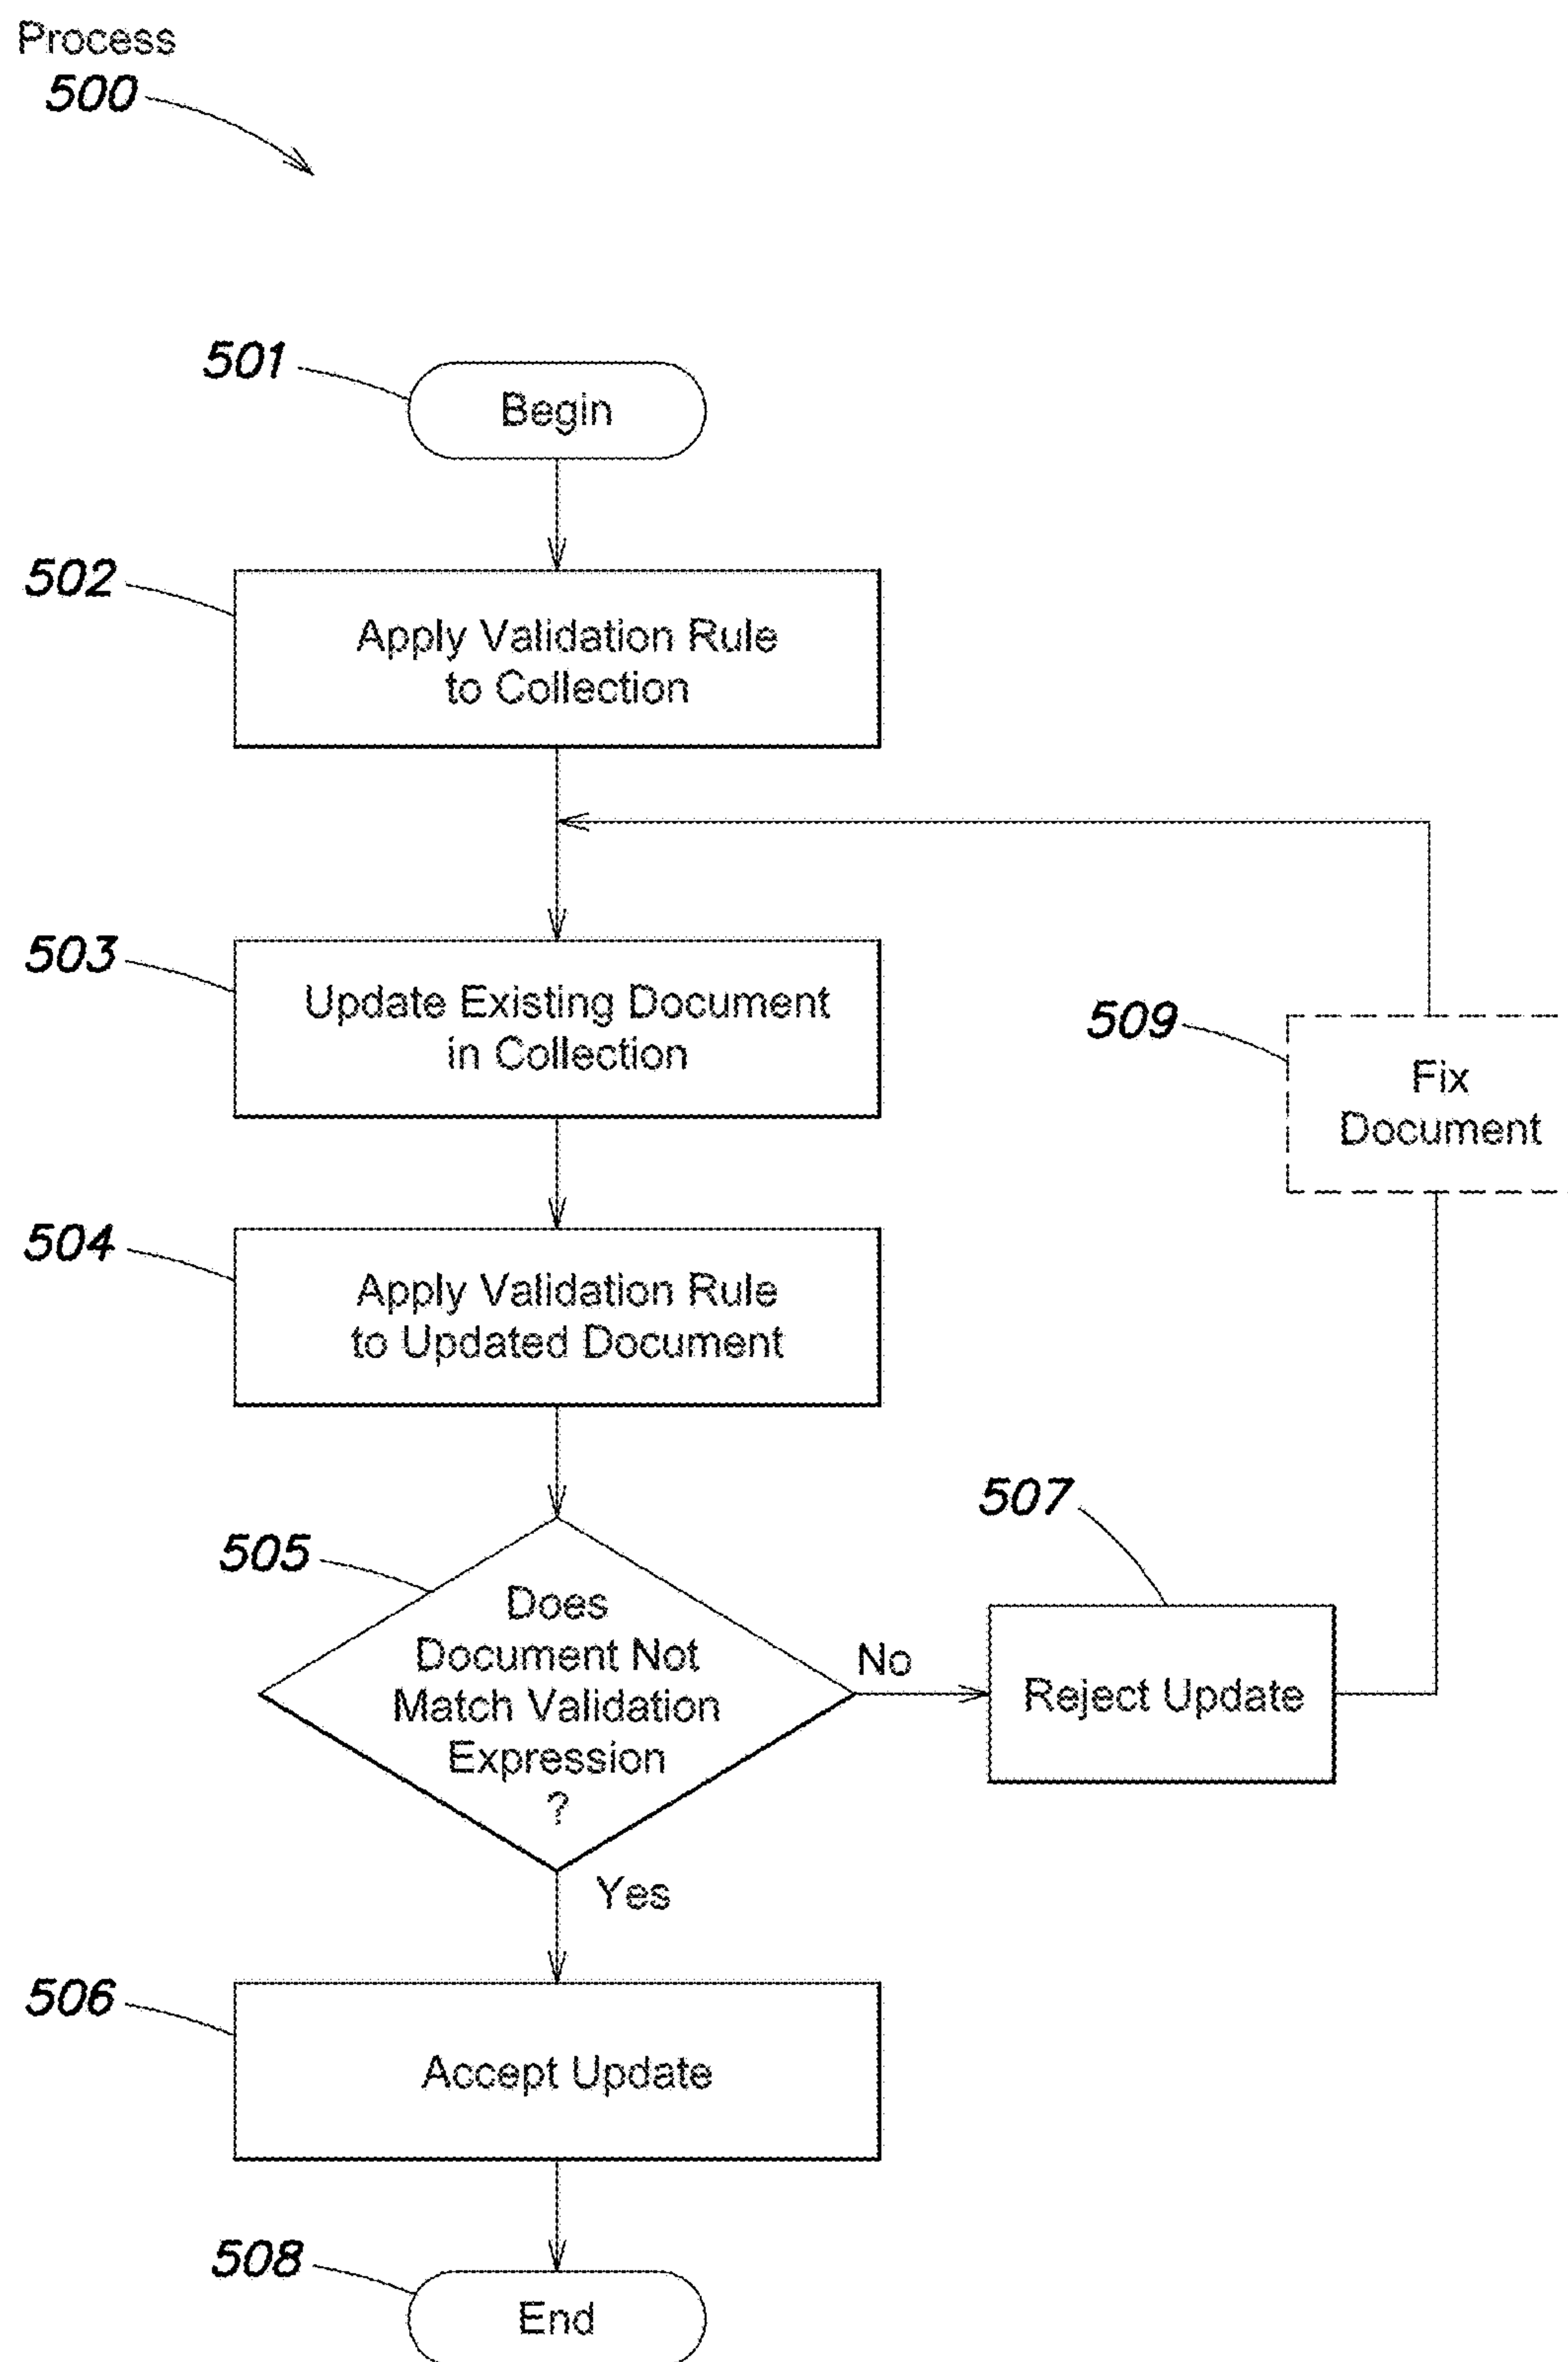 Process
500
501
Begin
502
Apply Validation Rule
to Collection
503
Update Existing Document
in Collection
509
Fix
Document
504
Apply Validation Rule
to Updated Document
505
Does
Document Not
Match Validation
Expression
?
No
507
Reject Update
Yes
506
Accept Update
508
End